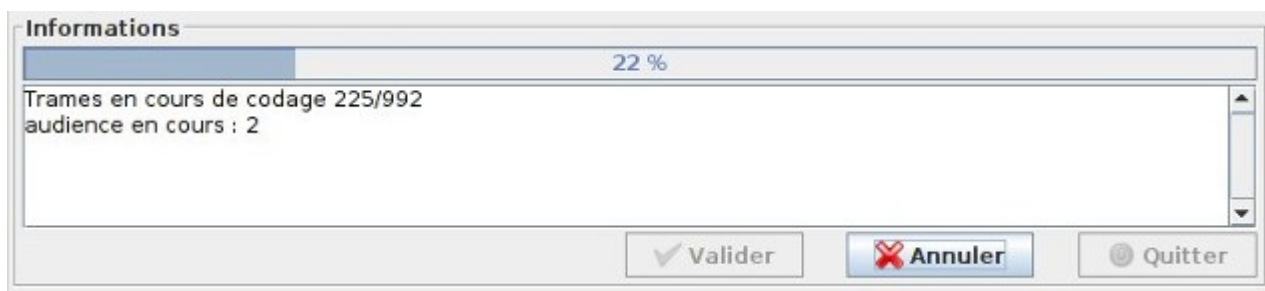 Informations
22 %
Trames en cours de codage 225/992
audience en cours : 2
Valider
Annuler
Quitter